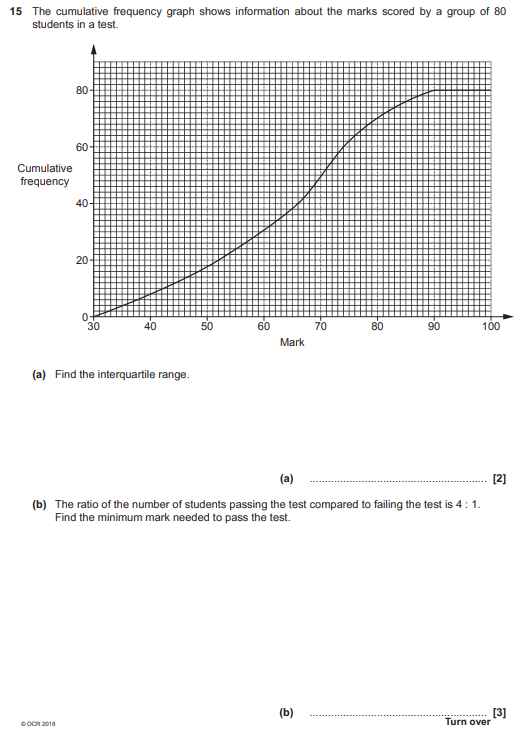 15 The cumulative frequency graph shows information about the marks scored by a group of 80
students in a test.
80
60
Cumulative
frequency
40
20
0
30 40 50 60 70 80 90 100
Mark
(a) Find the interquartile range.
(a) .......................................................... [2]
(b) The ratio of the number of students passing the test compared to failing the test is 4 : 1.
Find the minimum mark needed to pass the test.
(b) .......................................................... [3]
© OCR 2018 Turn over